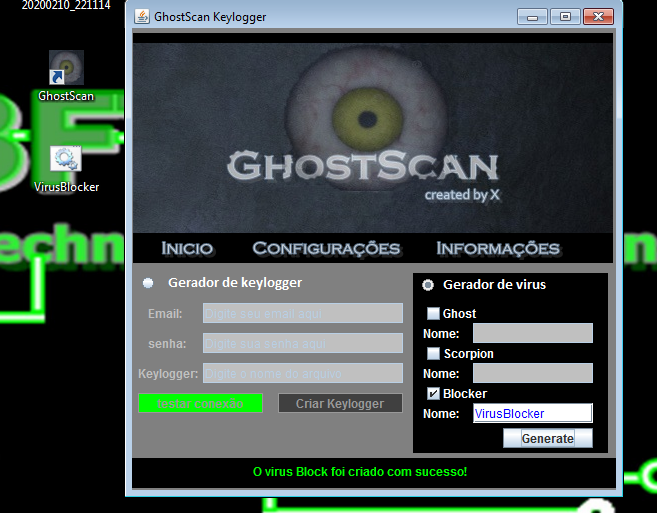 20200210_221114
GhostScan Keylogger
GhostScan
VirusBlocker
GhostScan
created by X
Inicio Configurações Informações
Gerador de keylogger
Email: Digite seu email aqui
senha: Digite sua senha aqui
Keylogger: Digite o nome do arquivo
Testar conexão Criar Keylogger
Gerador de virus
Ghost
Nome:
Scorpion
Nome:
Blocker
Nome: VirusBlocker
Generate
O virus Block foi criado com sucesso!